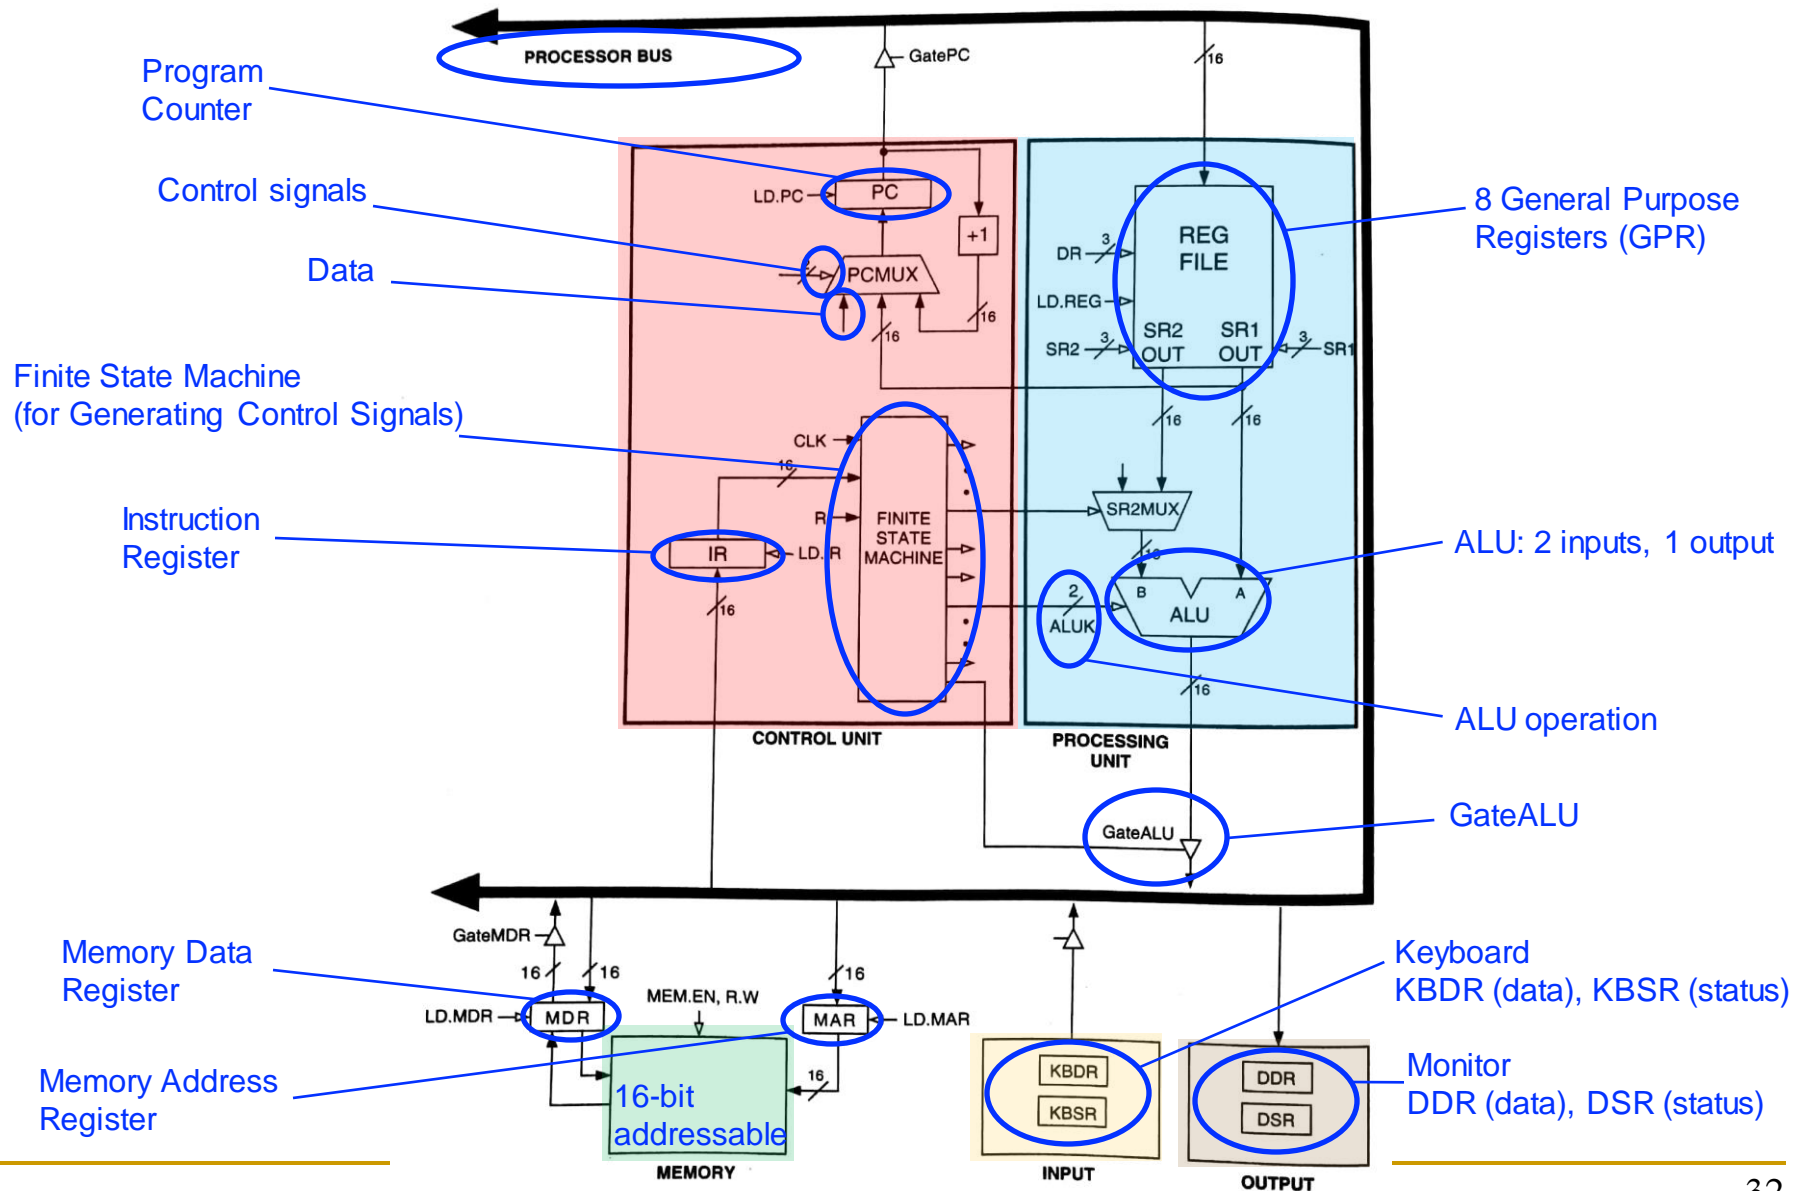 PROCESSOR BUS
GatePC
16
Program
Counter
Control signals
Data
Finite State Machine
(for Generating Control Signals)
Instruction
Register
LD.PC
PC
+1
PCMUX
16
16
CLK
16
R
FINITE
STATE
MACHINE
IR
16
CONTROL UNIT
REG
FILE
DR
3
LD.REG
SR2
3
SR2
OUT
SR1
OUT
3
SR1
16
16
SR2MUX
16
B
A
ALU
2
ALUK
16
PROCESSING
UNIT
8 General Purpose
Registers (GPR)
ALU: 2 inputs, 1 output
ALU operation
GateALU
GateALU
Memory Data
Register
Memory Address
Register
GateMDR
16
16
LD.MDR
MDR
MEM.EN, R.W
16
MAR
LD.MAR
16
16-bit
addressable
MEMORY
KBDR
KBSR
INPUT
DDR
DSR
OUTPUT
Keyboard
KBDR (data), KBSR (status)
Monitor
DDR (data), DSR (status)
32